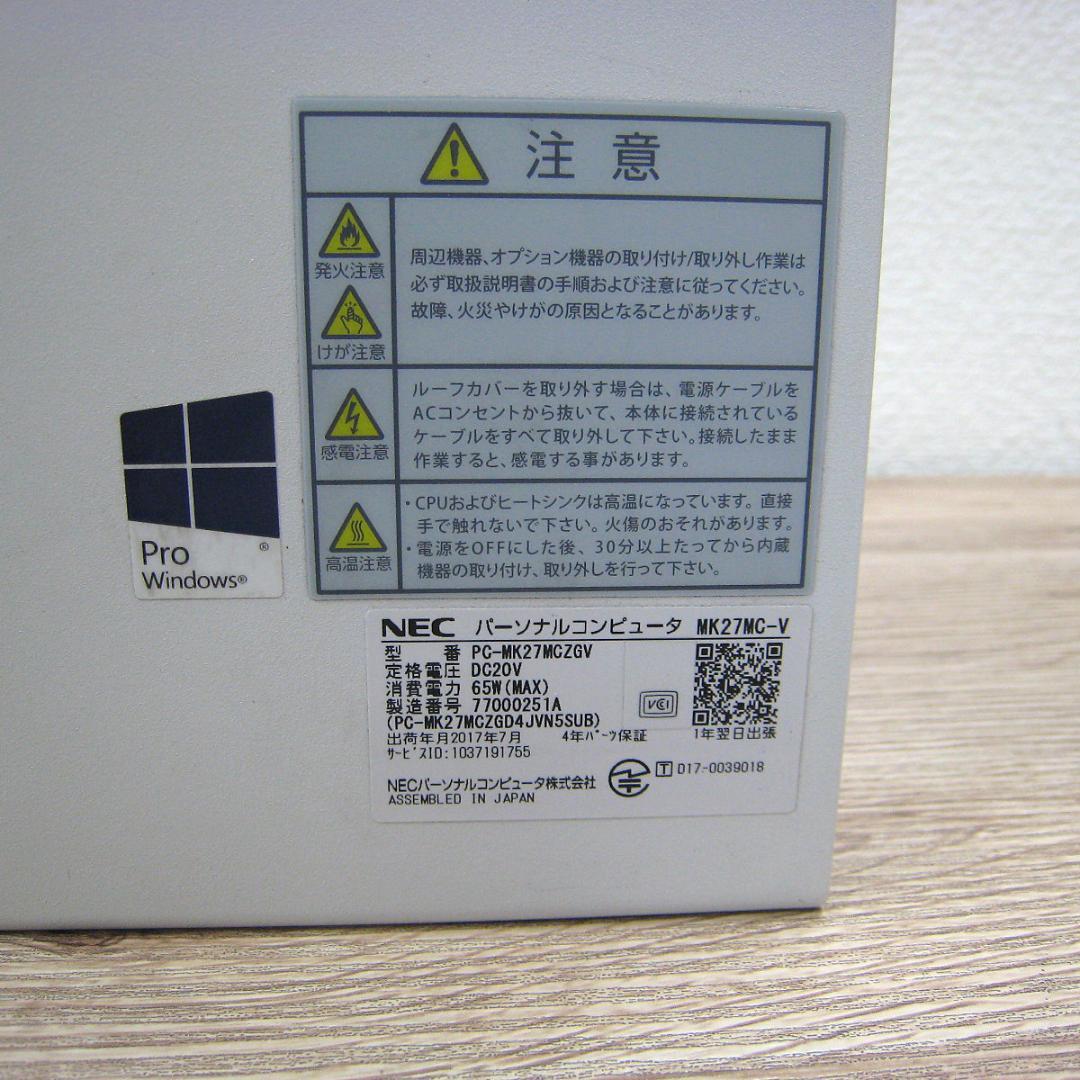 注意
発火注意
けが注意
周辺機器、オプション機器の取り付け/取り外し作業は
必ず取扱説明書の手順および注意に従ってください。
故障、火災やけがの原因となることがあります。
感電注意
ルーフカバーを取り外す場合は、電源ケーブルを
ACコンセントから抜いて、本体に接続されている
ケーブルをすべて取り外して下さい。接続したまま
作業すると、感電する事があります。
高温注意
・CPUおよびヒートシンクは高温になっています。直接
手で触れないで下さい。火傷のおそれがあります。
・電源をOFFにした後、30分以上たってから内蔵
機器の取り付け、取り外しを行って下さい。
Pro ®
Windows®
NEC パーソナルコンピュータ MK27MC-V
型番 PC-MK27MCZGV
定格電圧 DC20V
消費電力 65W(MAX)
製造番号 77000251A
(PC-MK27MCZGD4JVN5SUB)
VCI
出荷年月2017年7月 4年パーツ保証 1年翌日出張
サービスID:1037191755
NECパーソナルコンピュータ株式会社 T D17-0039018
ASSEMBLED IN JAPAN